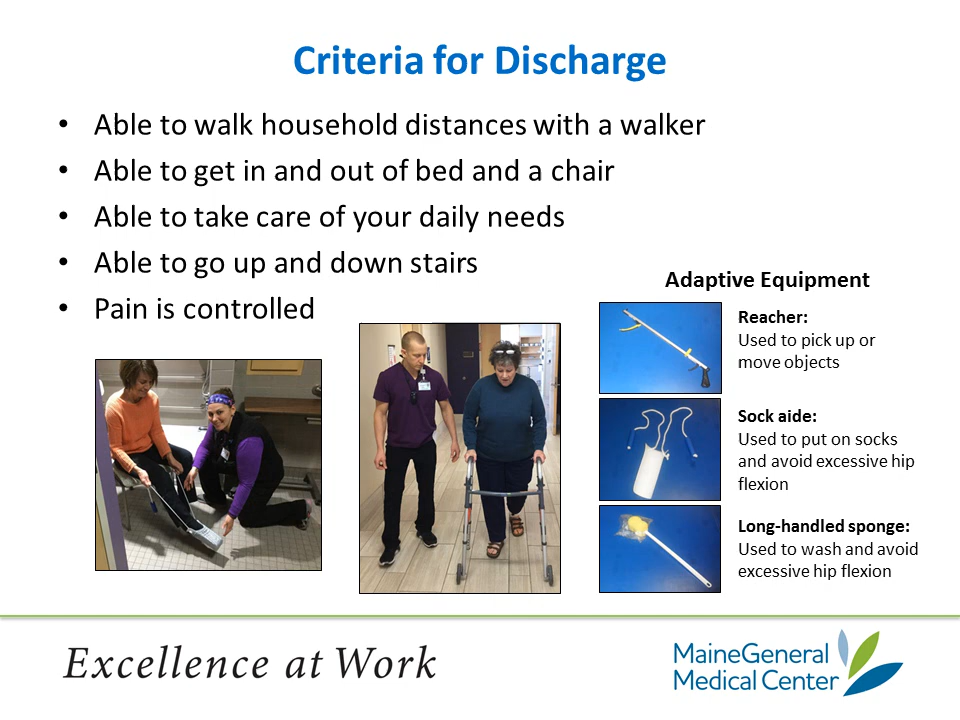 Criteria for Discharge
• Able to walk household distances with a walker
• Able to get in and out of bed and a chair
• Able to take care of your daily needs
• Able to go up and down stairs
• Pain is controlled
Adaptive Equipment
Reacher:
Used to pick up or
move objects
Sock aide:
Used to put on socks
and avoid excessive hip
flexion
Long-handled sponge:
Used to wash and avoid
excessive hip flexion
Excellence at Work
MaineGeneral
Medical Center